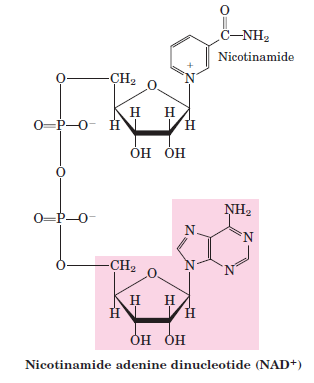 O
C—NH₂
Nicotinamide
+
N
O CH₂ O
H H
O=P—O⁻ H H
OH OH
O
O=P—O⁻
NH₂
N N
O CH₂ N N
O
H H
H H
OH OH
Nicotinamide adenine dinucleotide (NAD⁺)